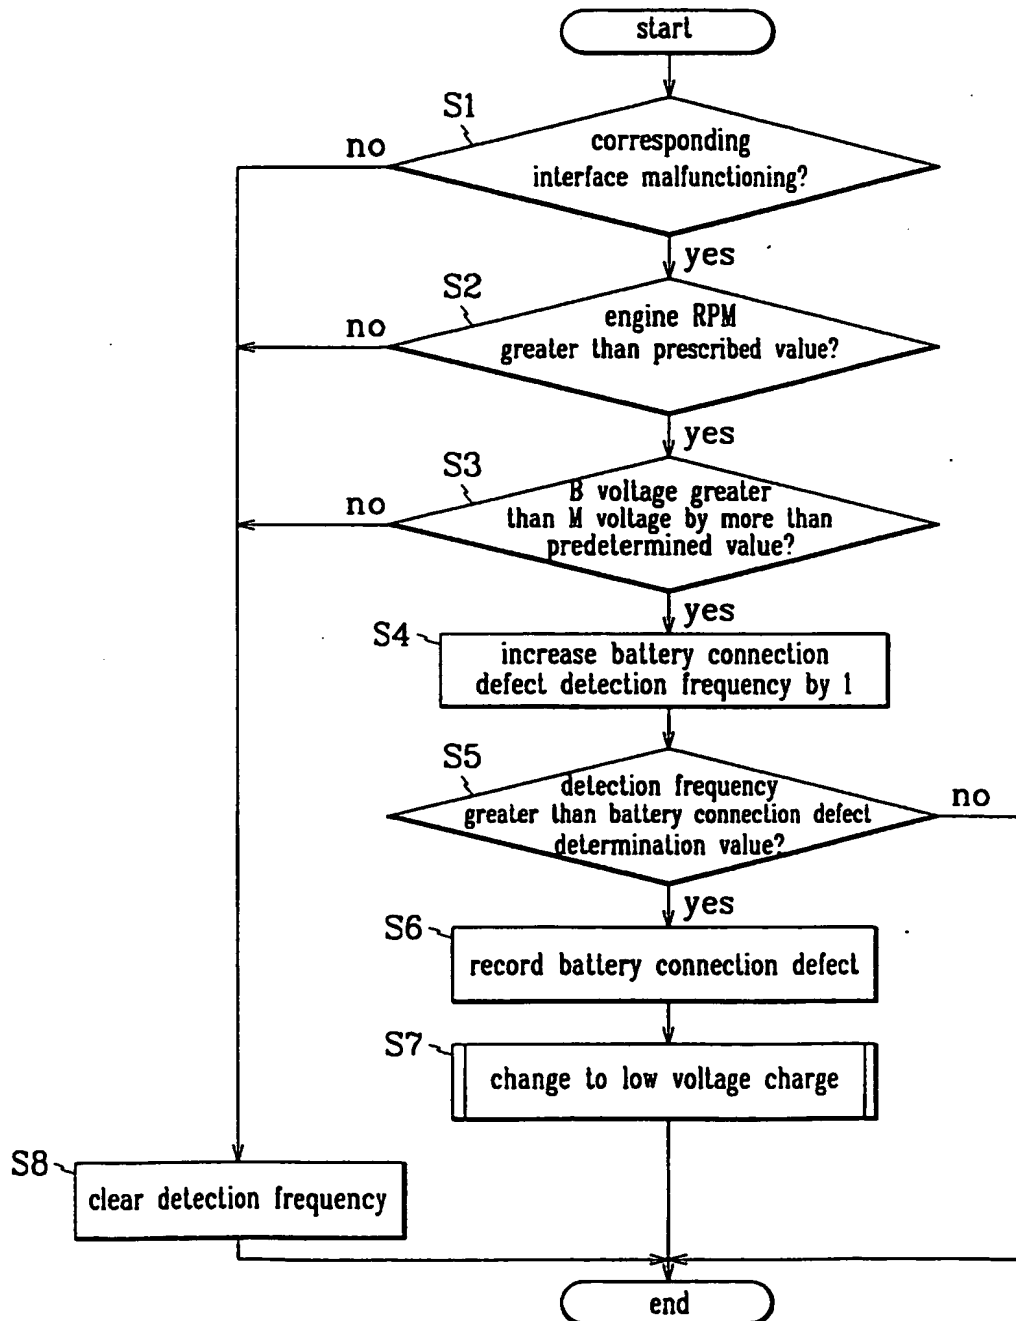 start
S1
corresponding
interface malfunctioning?
no
yes
S2
engine RPM
greater than prescribed value?
no
yes
S3
B voltage greater
than M voltage by more than
predetermined value?
no
yes
S4
increase battery connection
defect detection frequency by 1
S5
detection frequency
greater than battery connection defect
determination value?
no
yes
S6
record battery connection defect
S7
change to low voltage charge
S8
clear detection frequency
end